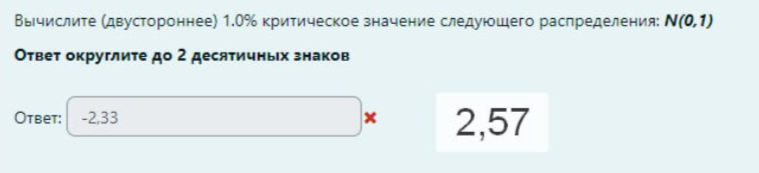 Вычислите (двустороннее) 1.0% критическое значение следующего распределения: N(0,1)
Ответ округлите до 2 десятичных знаков
Ответ: -2,33 ✖ 2,57